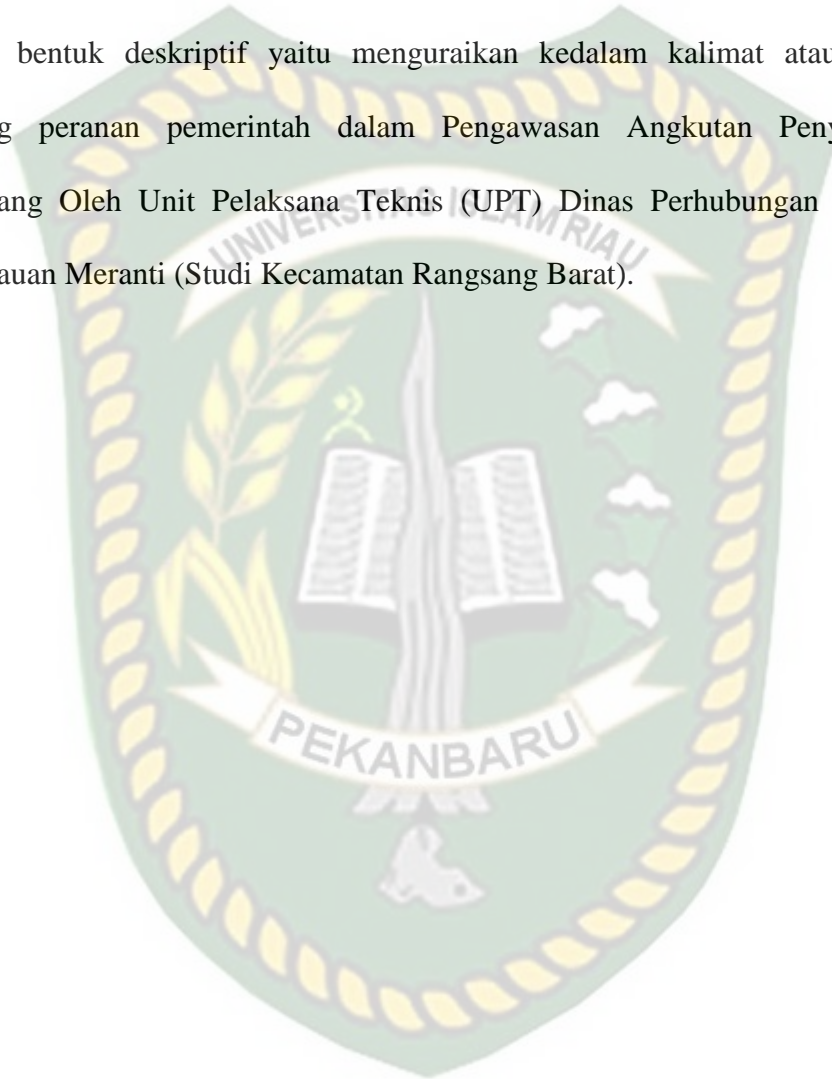 bentuk deskriptif yaitu menguraikan kedalam kalimat atau
peranan pemerintah dalam Pengawasan Angkutan
Oleh Unit Pelaksana Teknis (UPT) Dinas Perhubungan
Meranti (Studi Kecamatan Rangsang Barat).
UNIVERSITAS ISLAM RIAU
PEKANBARU